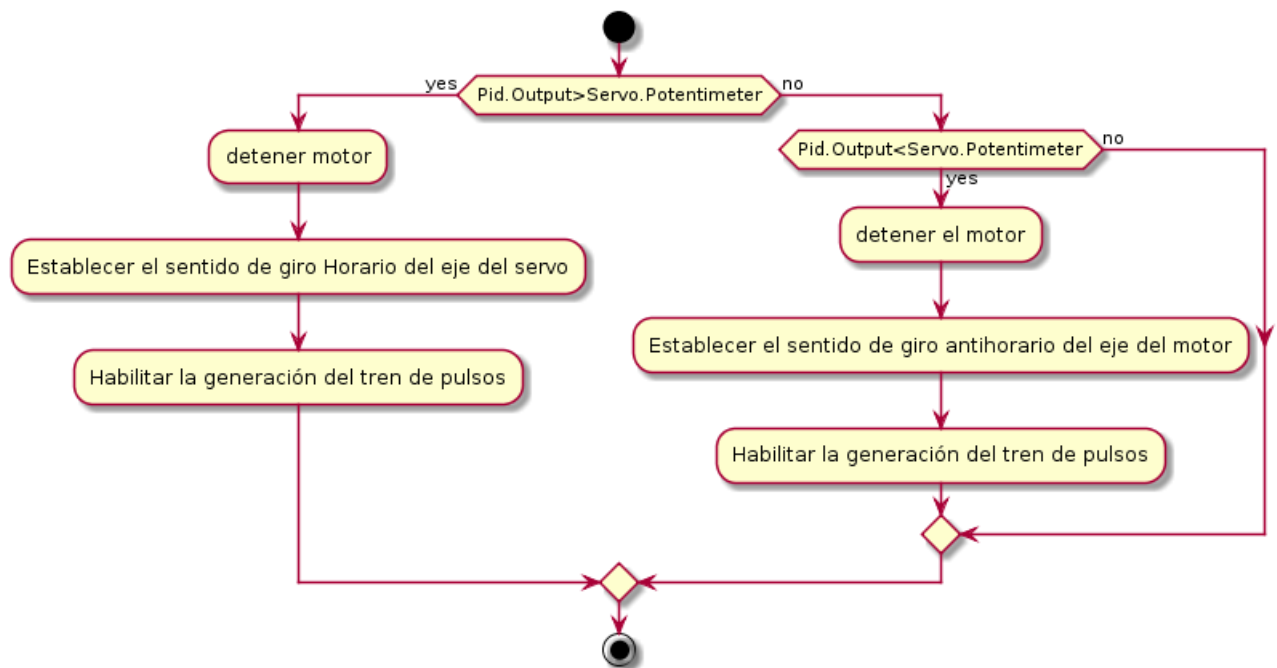 yes
Pid.Output>Servo.Potentimeter
no
detener motor
Establecer el sentido de giro Horario del eje del servo
Habilitar la generación del tren de pulsos
Pid.Output<Servo.Potentimeter
no
yes
detener el motor
Establecer el sentido de giro antihorario del eje del motor
Habilitar la generación del tren de pulsos